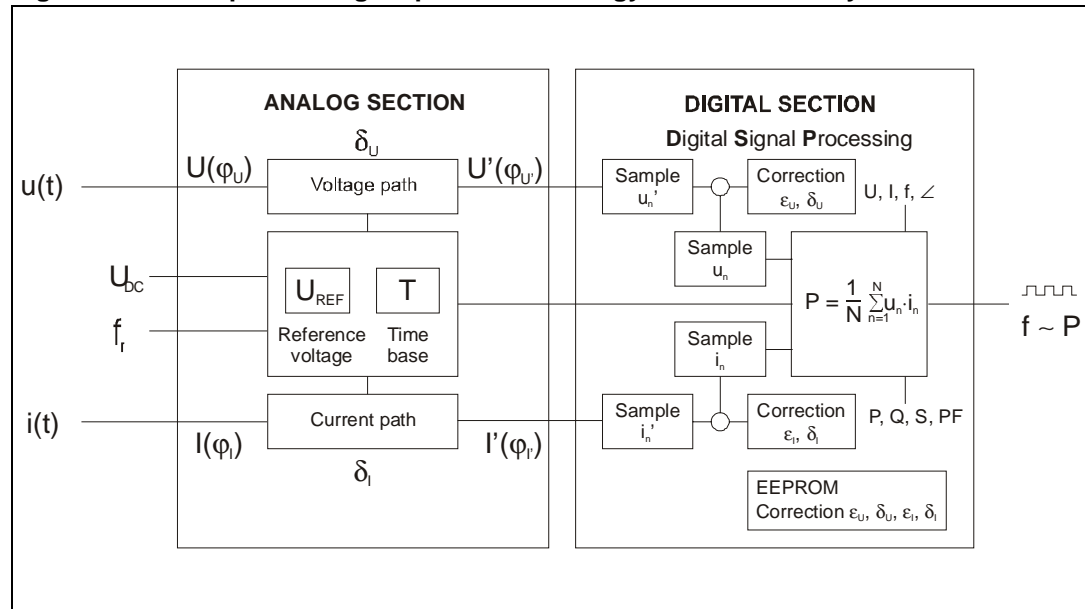 ANALOG SECTION
δU
u(t)
U(φU)
Voltage path
U'(φU')
UDC
fr
UREF
T
Reference
voltage
Time
base
i(t)
I(φI)
Current path
I'(φI')
δI
DIGITAL SECTION
Digital Signal Processing
Sample
un'
Correction
εU, δU
U, I, f, ∠
Sample
un
P = 1/N N∑n=1 un·in
f ~ P
Sample
in
Sample
in'
Correction
εI, δI
P, Q, S, PF
EEPROM
Correction εU, δU, εI, δI